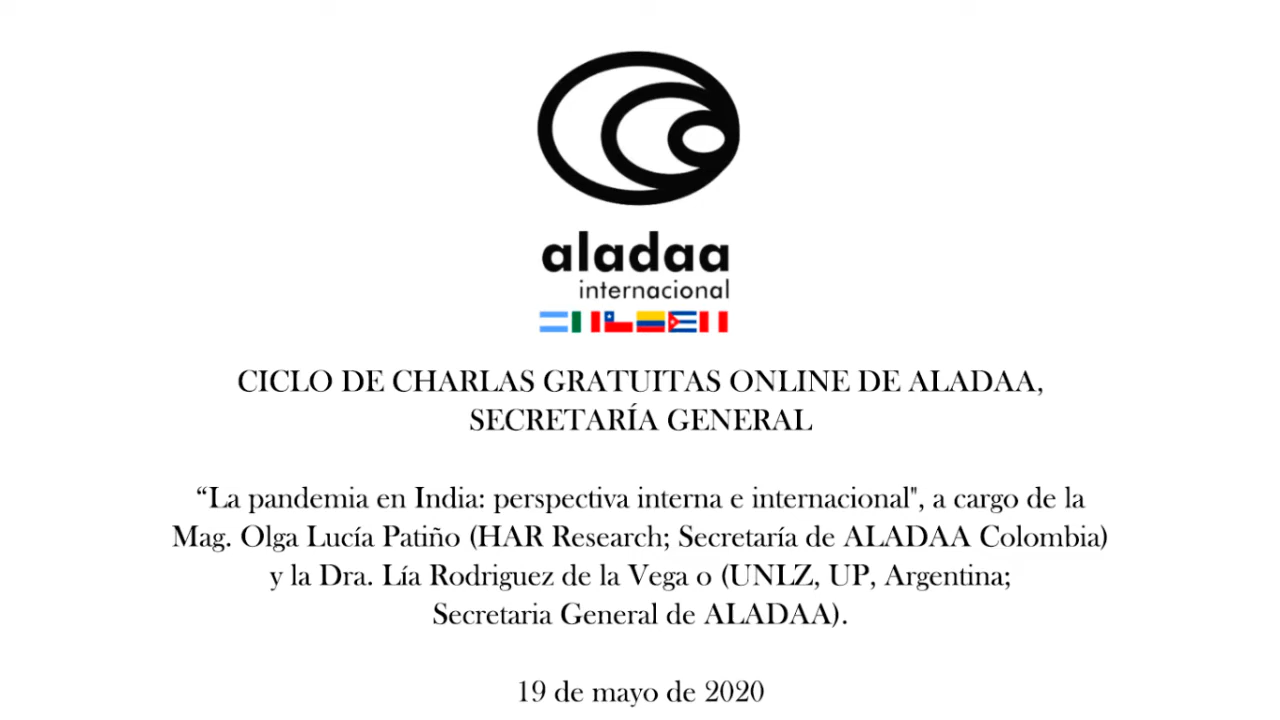 aladaa
internacional
CICLO DE CHARLAS GRATUITAS ONLINE DE ALADAA,
SECRETARÍA GENERAL
“La pandemia en India: perspectiva interna e internacional", a cargo de la
Mag. Olga Lucía Patiño (HAR Research; Secretaría de ALADAA Colombia)
y la Dra. Lía Rodriguez de la Vega o (UNLZ, UP, Argentina;
Secretaria General de ALADAA).
19 de mayo de 2020